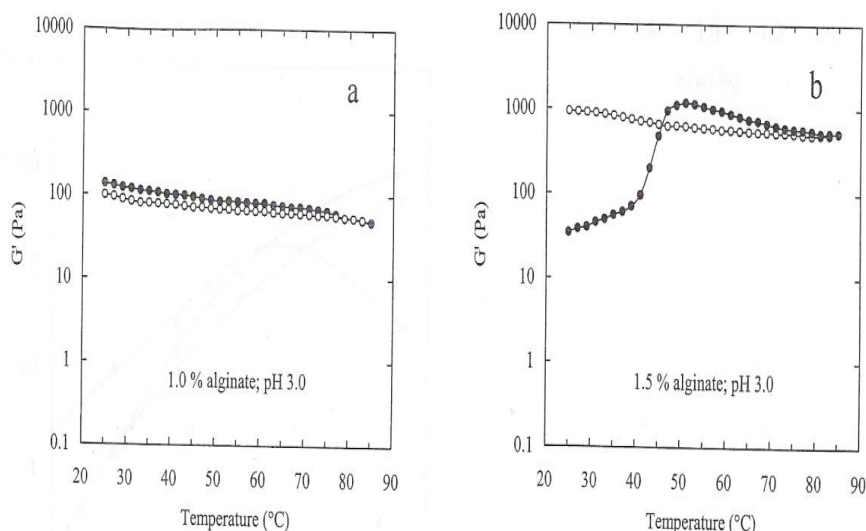 a
G' (Pa)
10000
1000
100
10
1
0.1
1.0 % alginate; pH 3.0
20 30 40 50 60 70 80 90
Temperature (°C)
b
G' (Pa)
10000
1000
100
10
1
0.1
1.5 % alginate; pH 3.0
20 30 40 50 60 70 80 90
Temperature (°C)